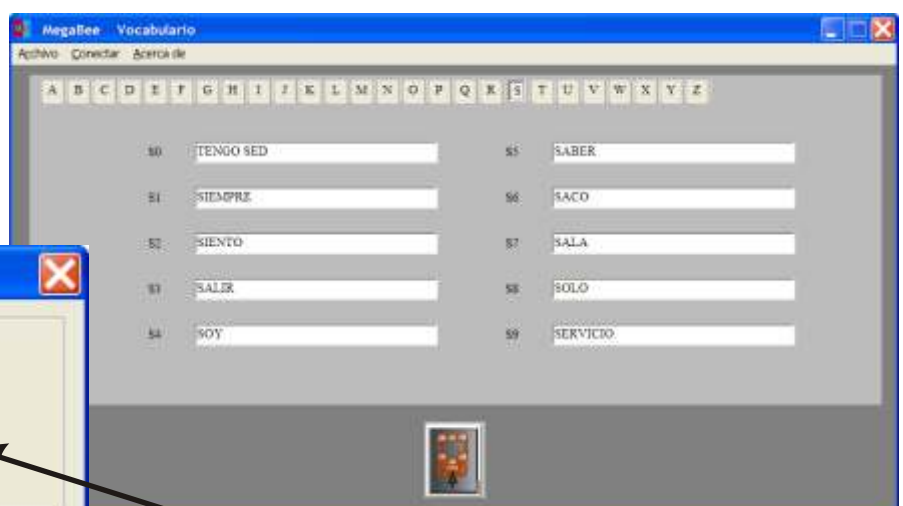 MegaBee Vocabulario
Archivo Conectar Acerca de
A B C D E F G H I J K L M N O P Q R S T U V W X Y Z
S0 TENGO SED S5 SABER
S1 SIEMPRE S6 SACO
S2 SIENTO S7 SALA
S3 SALIR S8 SOLO
S4 SOY S9 SERVICIO